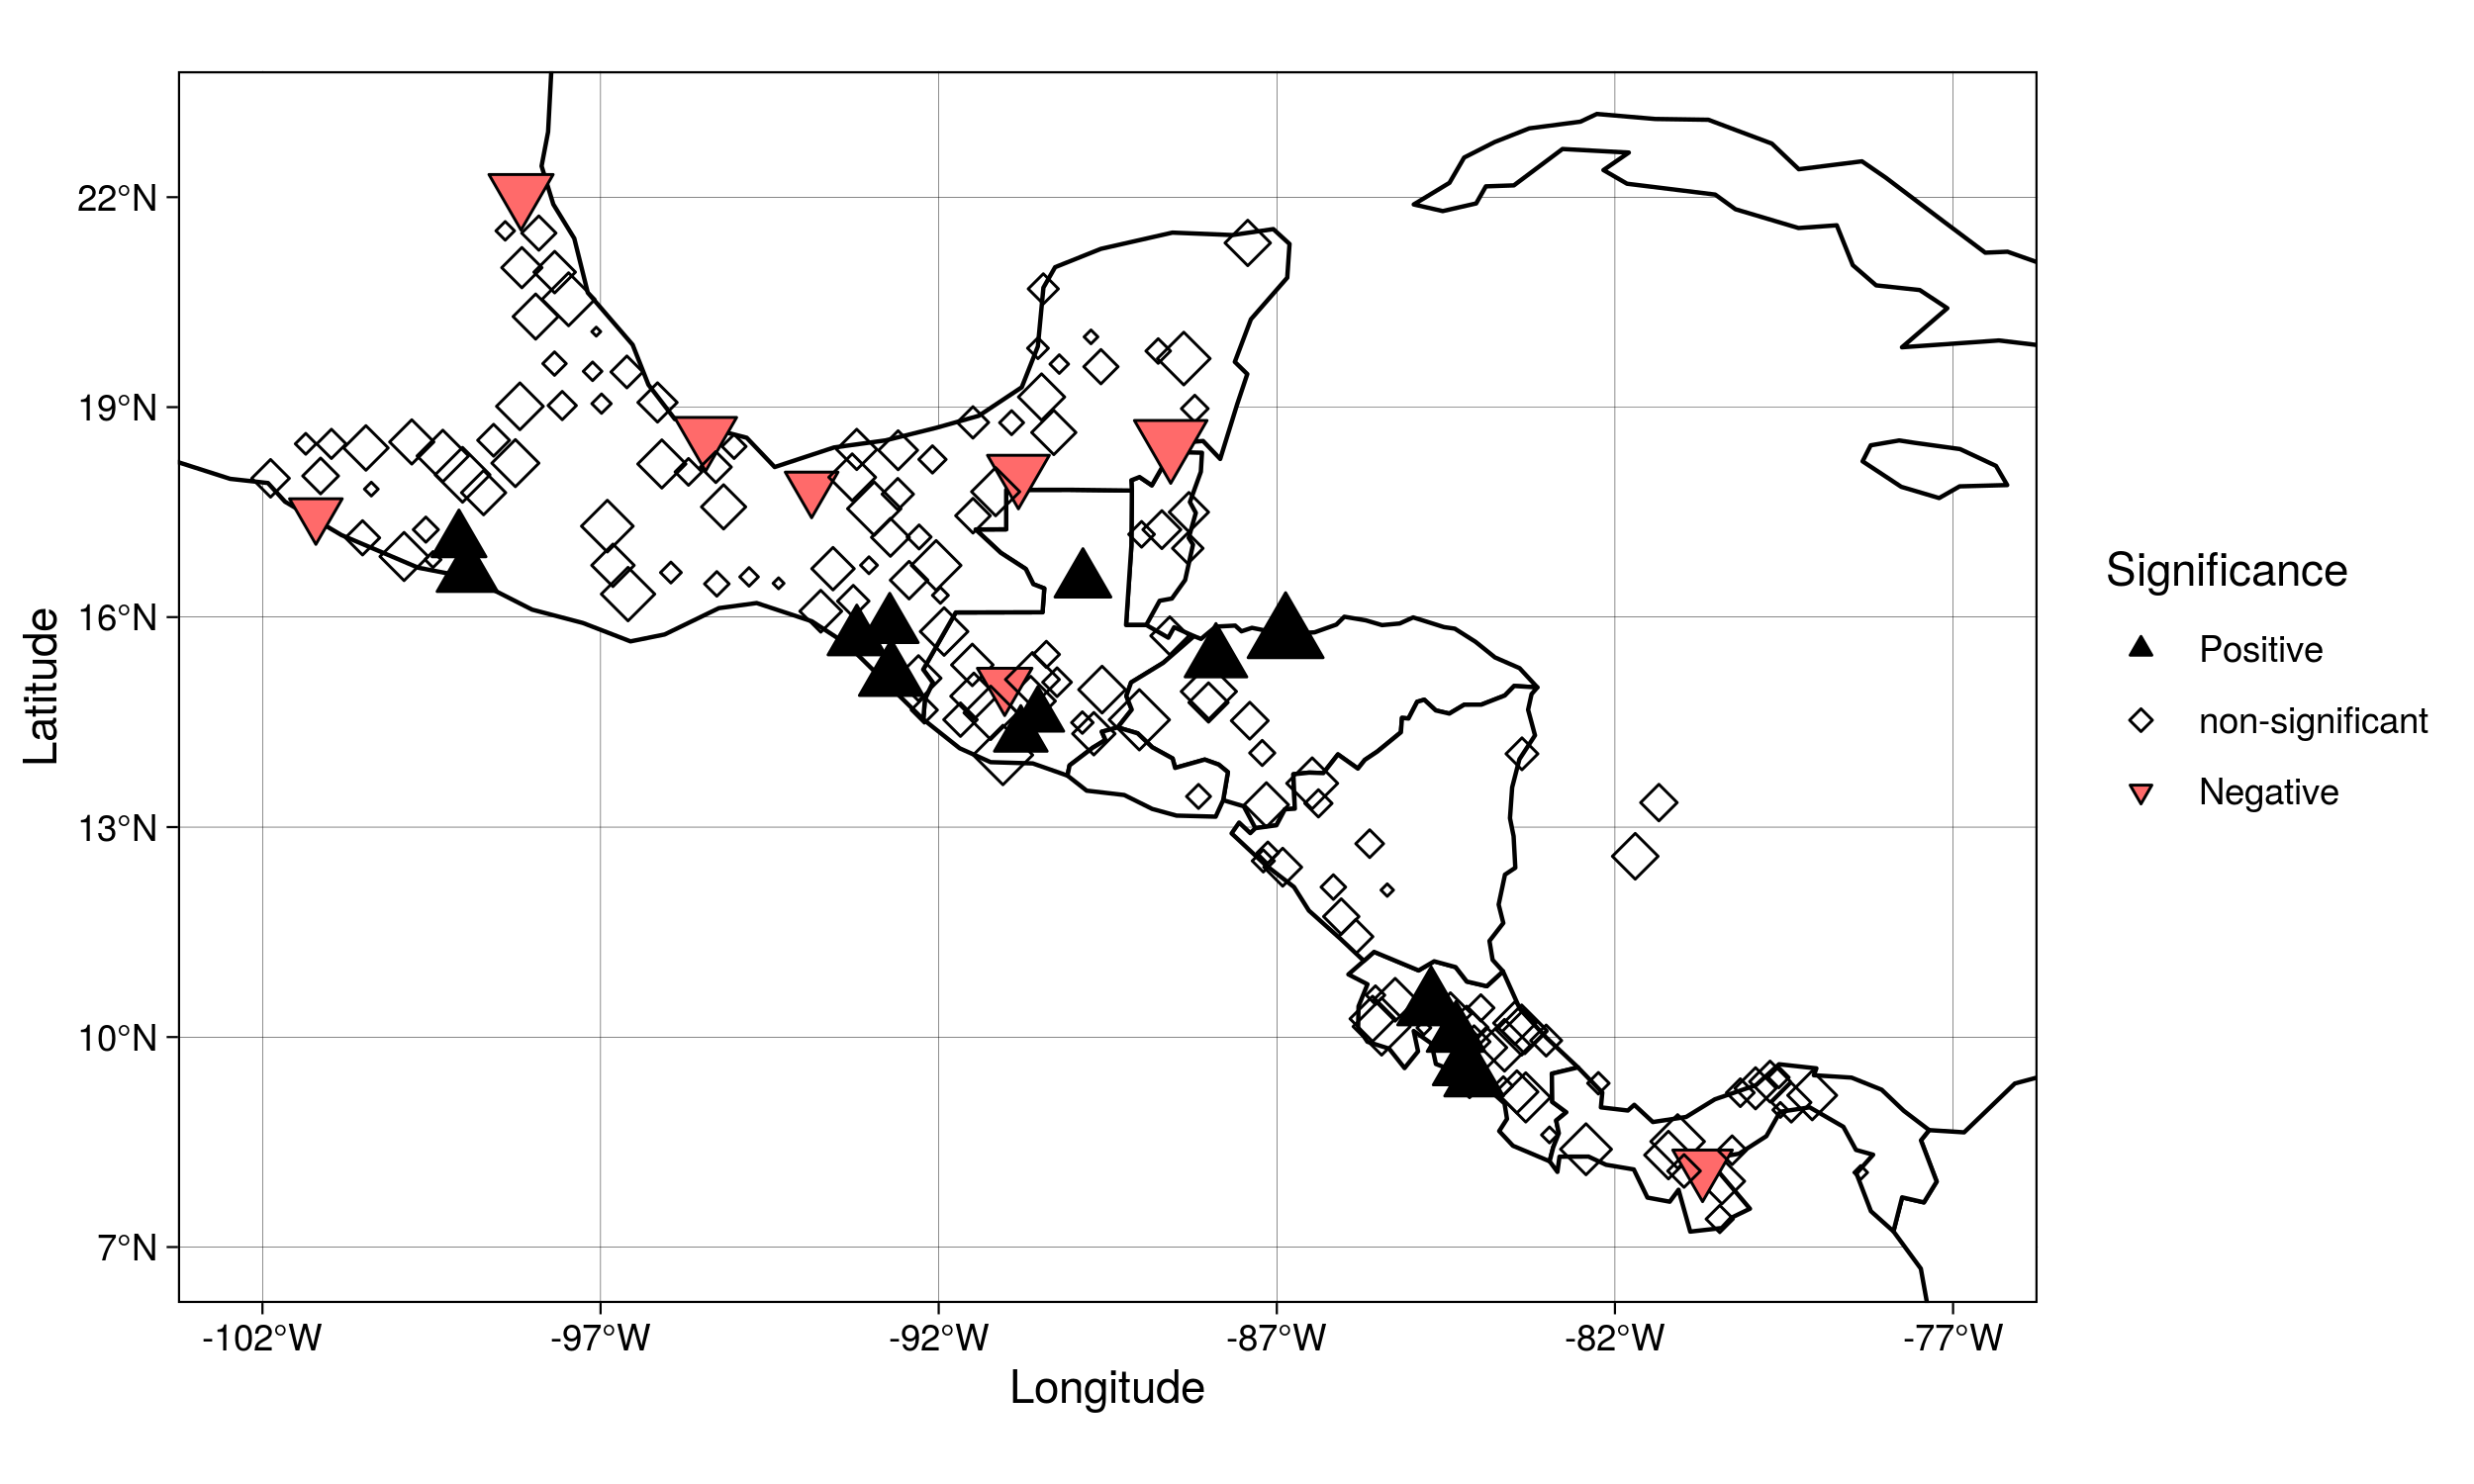 22°N
19°N
16°N
13°N
10°N
7°N
Latitude
-102°W
-97°W
-92°W
-87°W
-82°W
-77°W
Longitude
Significance
Positive
non-significant
Negative